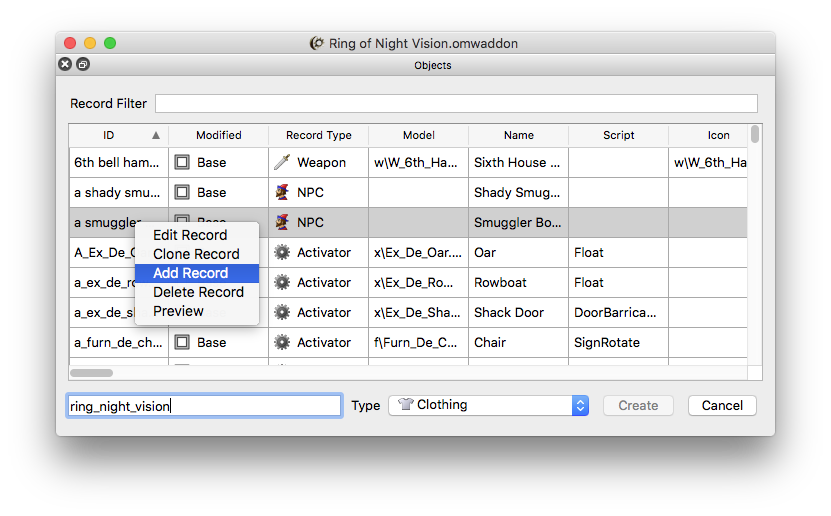 Ring of Night Vision.omwaddon
Objects
Record Filter
ID Modified Record Type Model Name Script Icon
6th bell ham... Base Weapon w\W_6th_Ha... Sixth House ... w\W_6th_Ha
a shady smu... Base NPC Shady Smug...
a smuggler NPC Smuggler Bo...
Edit Record
A_Ex_De_ Activator x\Ex_De_Oar.... Oar Float
Clone Record
Add Record
a_ex_de_ro Activator x\Ex_De_Ro... Rowboat Float
Delete Record
Preview
a_ex_de_s Activator x\Ex_De_Sha... Shack Door DoorBarrica...
a_furn_de_ch... Base Activator f\Furn_De_C... Chair SignRotate
ring_night_vision Type Clothing Create Cancel